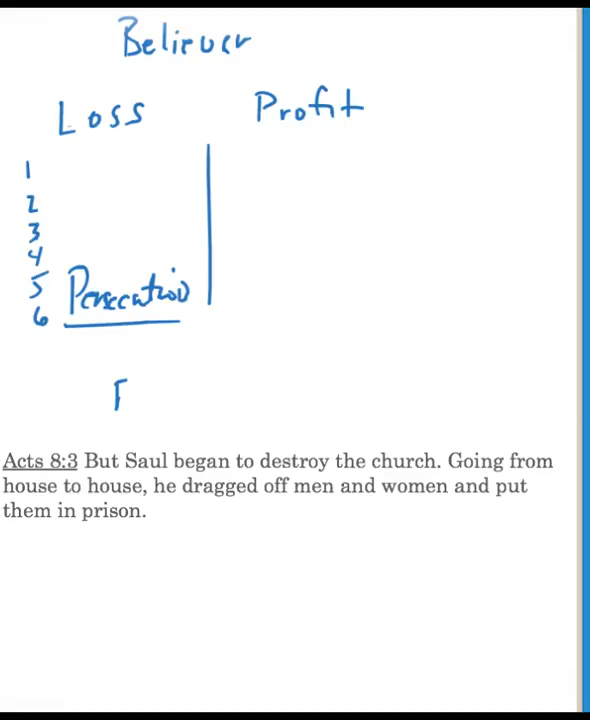 Believer
Loss Profit
1
2
3
4
5 Persecution
6
Acts 8:3 But Saul began to destroy the church. Going from
house to house, he dragged off men and women and put
them in prison.